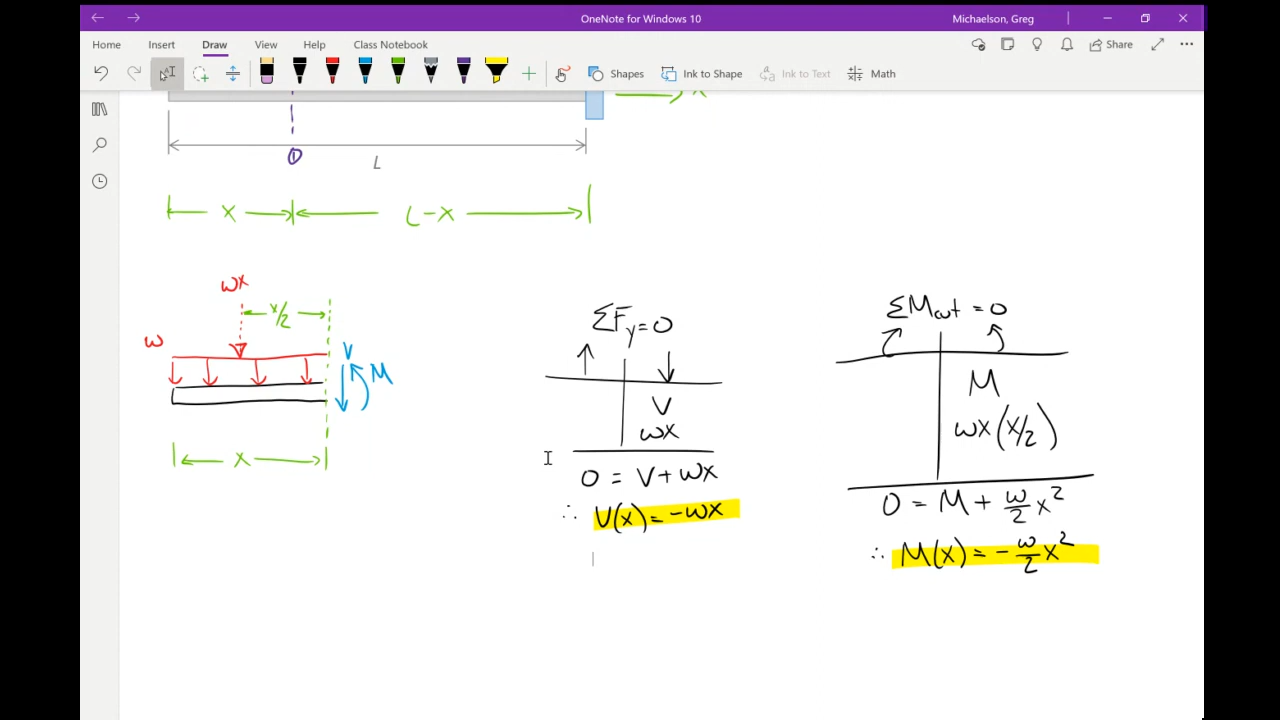 OneNote for Windows 10
Michaelson, Greg
Home Insert Draw View Help Class Notebook
Share
Shapes Ink to Shape Ink to Text Math
x
①
L
x L-x
wx
x/2
w
V
M
x
ΣFy=0
V
wx
0 = V+wx
∴ V(x)=-wx
ΣMcut=0
M
wx(x/2)
0 = M + w/2 x²
∴ M(x) = - w/2 x²